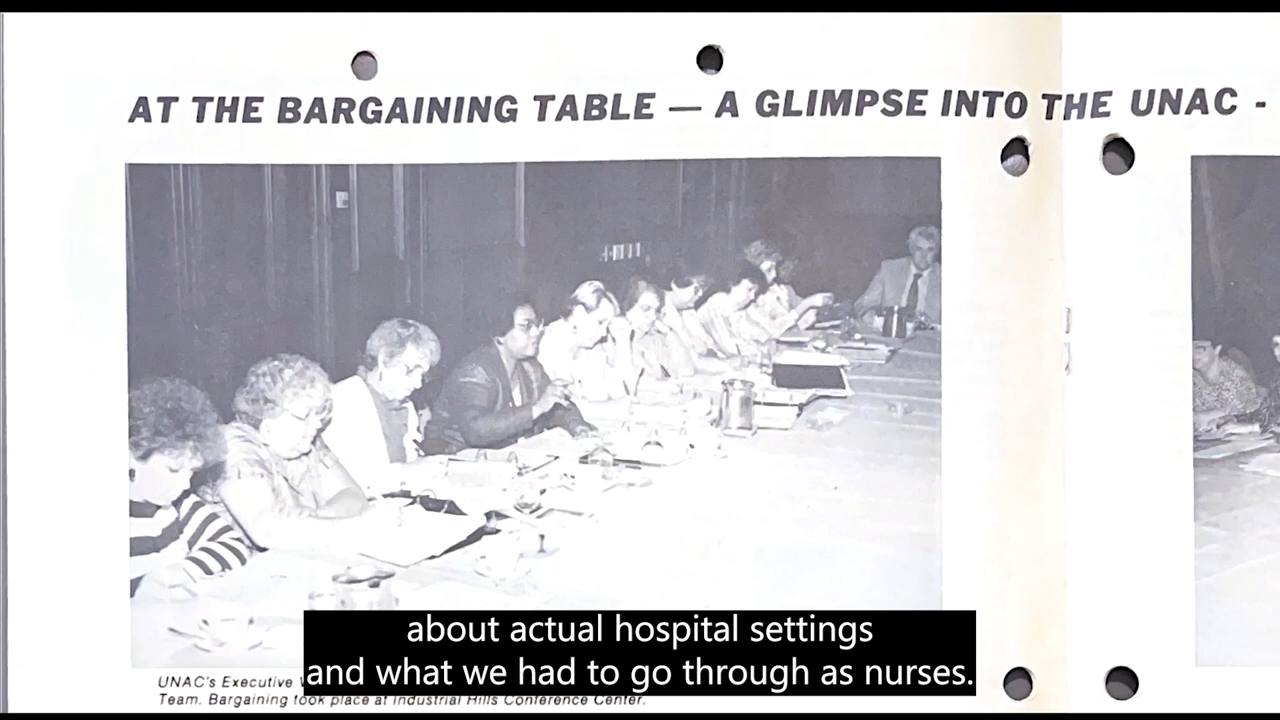 AT THE BARGAINING TABLE — A GLIMPSE INTO THE UNAC -
about actual hospital settings
and what we had to go through as nurses.
UNAC's Executive
Team. Bargaining took place at Industrial Hills Conference Center.